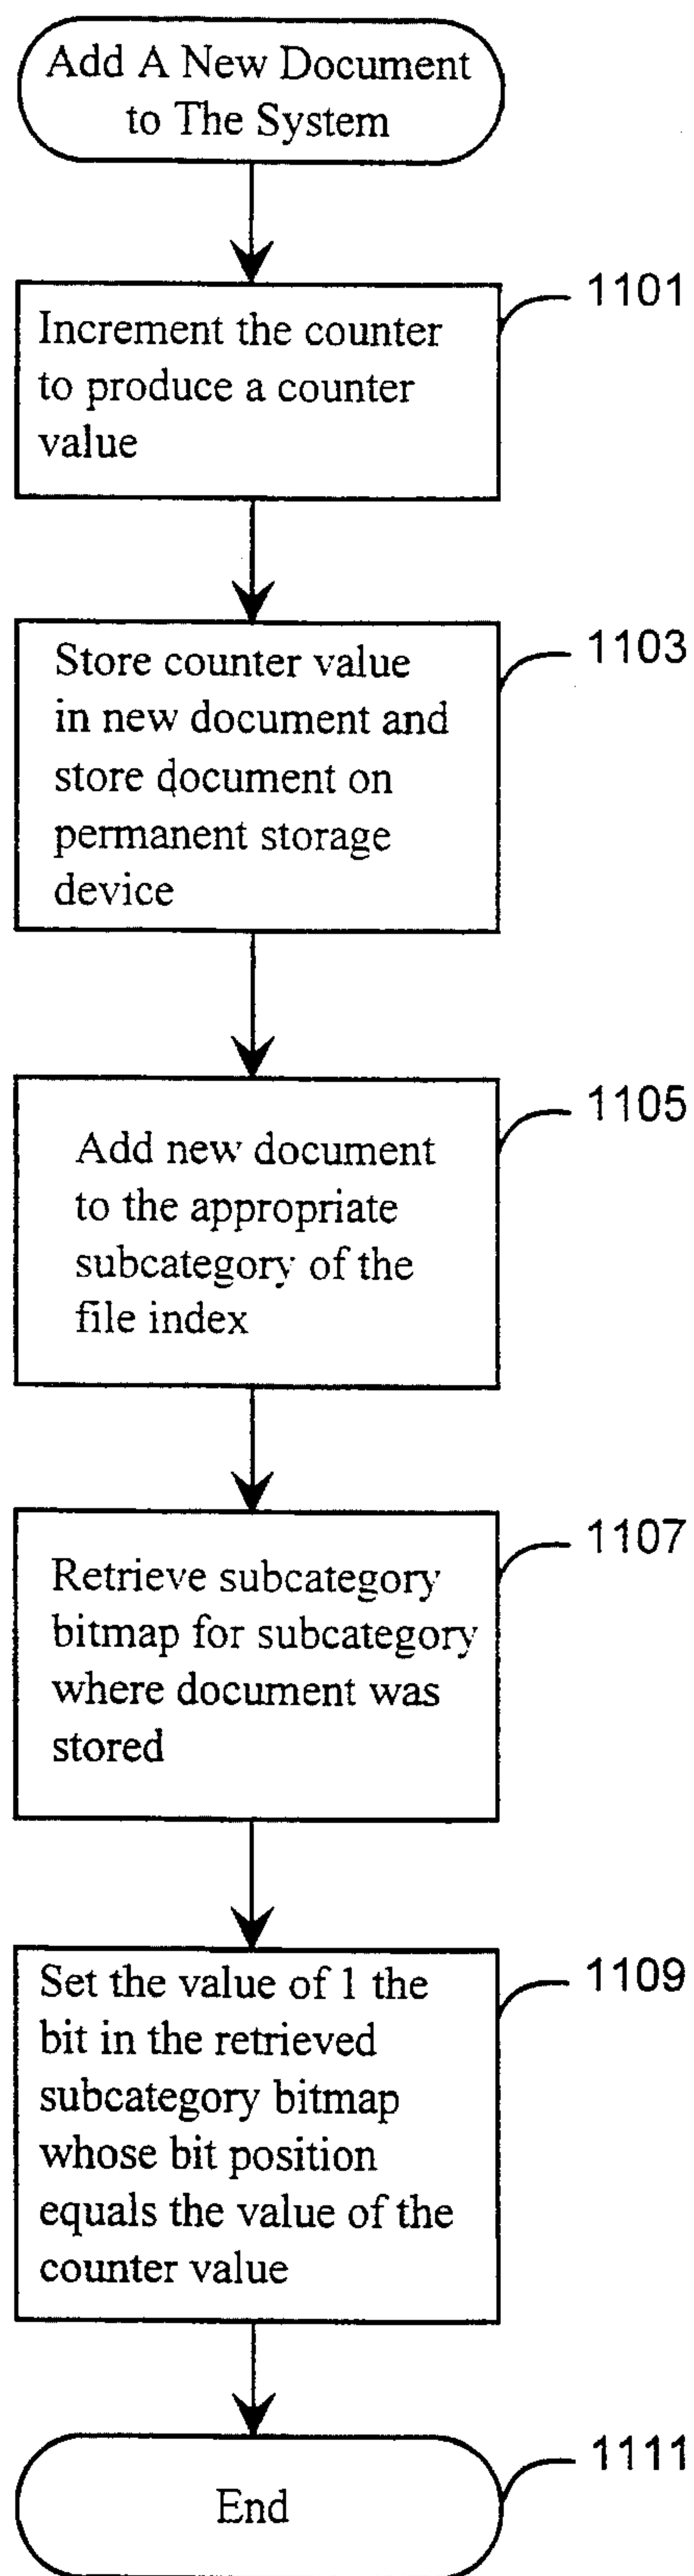 Add A New Document
to The System
1101
Increment the counter
to produce a counter
value
1103
Store counter value
in new document and
store document on
permanent storage
device
1105
Add new document
to the appropriate
subcategory of the
file index
1107
Retrieve subcategory
bitmap for subcategory
where document was
stored
1109
Set the value of 1 the
bit in the retrieved
subcategory bitmap
whose bit position
equals the value of the
counter value
1111
End